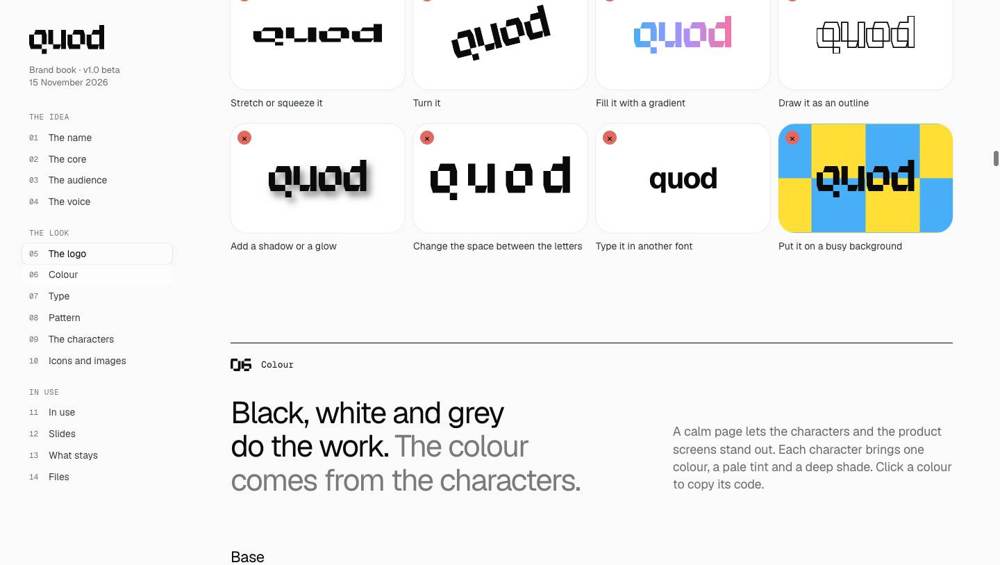 quod
Brand book · v1.0 beta
15 November 2026
THE IDEA
01 The name
02 The core
03 The audience
04 The voice
THE LOOK
05 The logo
06 Colour
07 Type
08 Pattern
09 The characters
10 Icons and images
IN USE
11 In use
12 Slides
13 What stays
14 Files
quod
quod
quod
quod
Stretch or squeeze it
Turn it
Fill it with a gradient
Draw it as an outline
quod
quod
quod
quod
Add a shadow or a glow
Change the space between the letters
Type it in another font
Put it on a busy background
06 Colour
Black, white and grey
do the work. The colour
comes from the characters.
A calm page lets the characters and the product
screens stand out. Each character brings one
colour, a pale tint and a deep shade. Click a colour
to copy its code.
Base